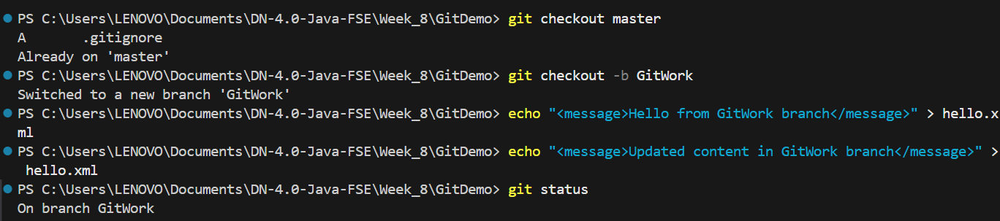 PS C:\Users\LENOVO\Documents\DN-4.0-Java-FSE\Week_8\GitDemo> git checkout master
A       .gitignore
Already on 'master'
PS C:\Users\LENOVO\Documents\DN-4.0-Java-FSE\Week_8\GitDemo> git checkout -b GitWork
Switched to a new branch 'GitWork'
PS C:\Users\LENOVO\Documents\DN-4.0-Java-FSE\Week_8\GitDemo> echo "<message>Hello from GitWork branch</message>" > hello.x
ml
PS C:\Users\LENOVO\Documents\DN-4.0-Java-FSE\Week_8\GitDemo> echo "<message>Updated content in GitWork branch</message>" >
 hello.xml
PS C:\Users\LENOVO\Documents\DN-4.0-Java-FSE\Week_8\GitDemo> git status
On branch GitWork